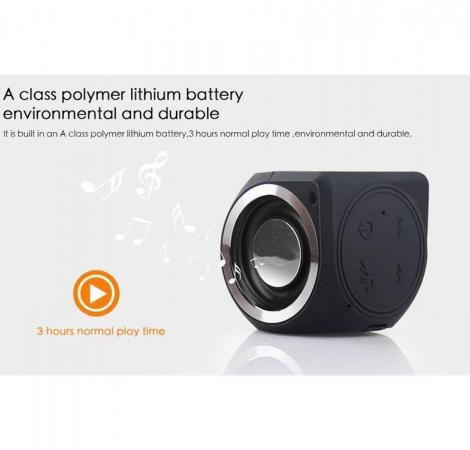 A class polymer lithium battery
environmental and durable
It is built in an A class polymer lithium battery,3 hours normal play time ,environmental and durable.
3 hours normal play time